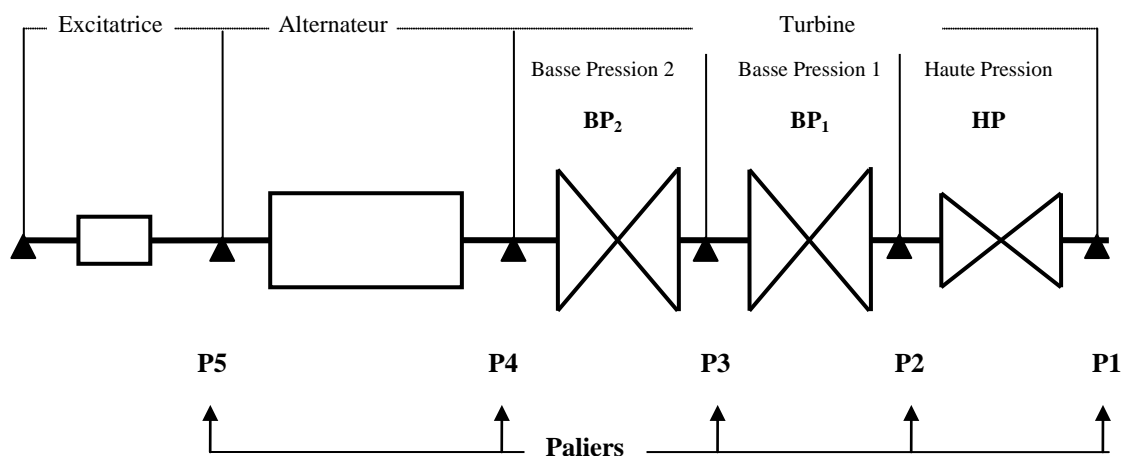 Excitatrice Alternateur Turbine
Basse Pression 2 Basse Pression 1 Haute Pression
BP₂ BP₁ HP
P5 P4 P3 P2 P1
Paliers